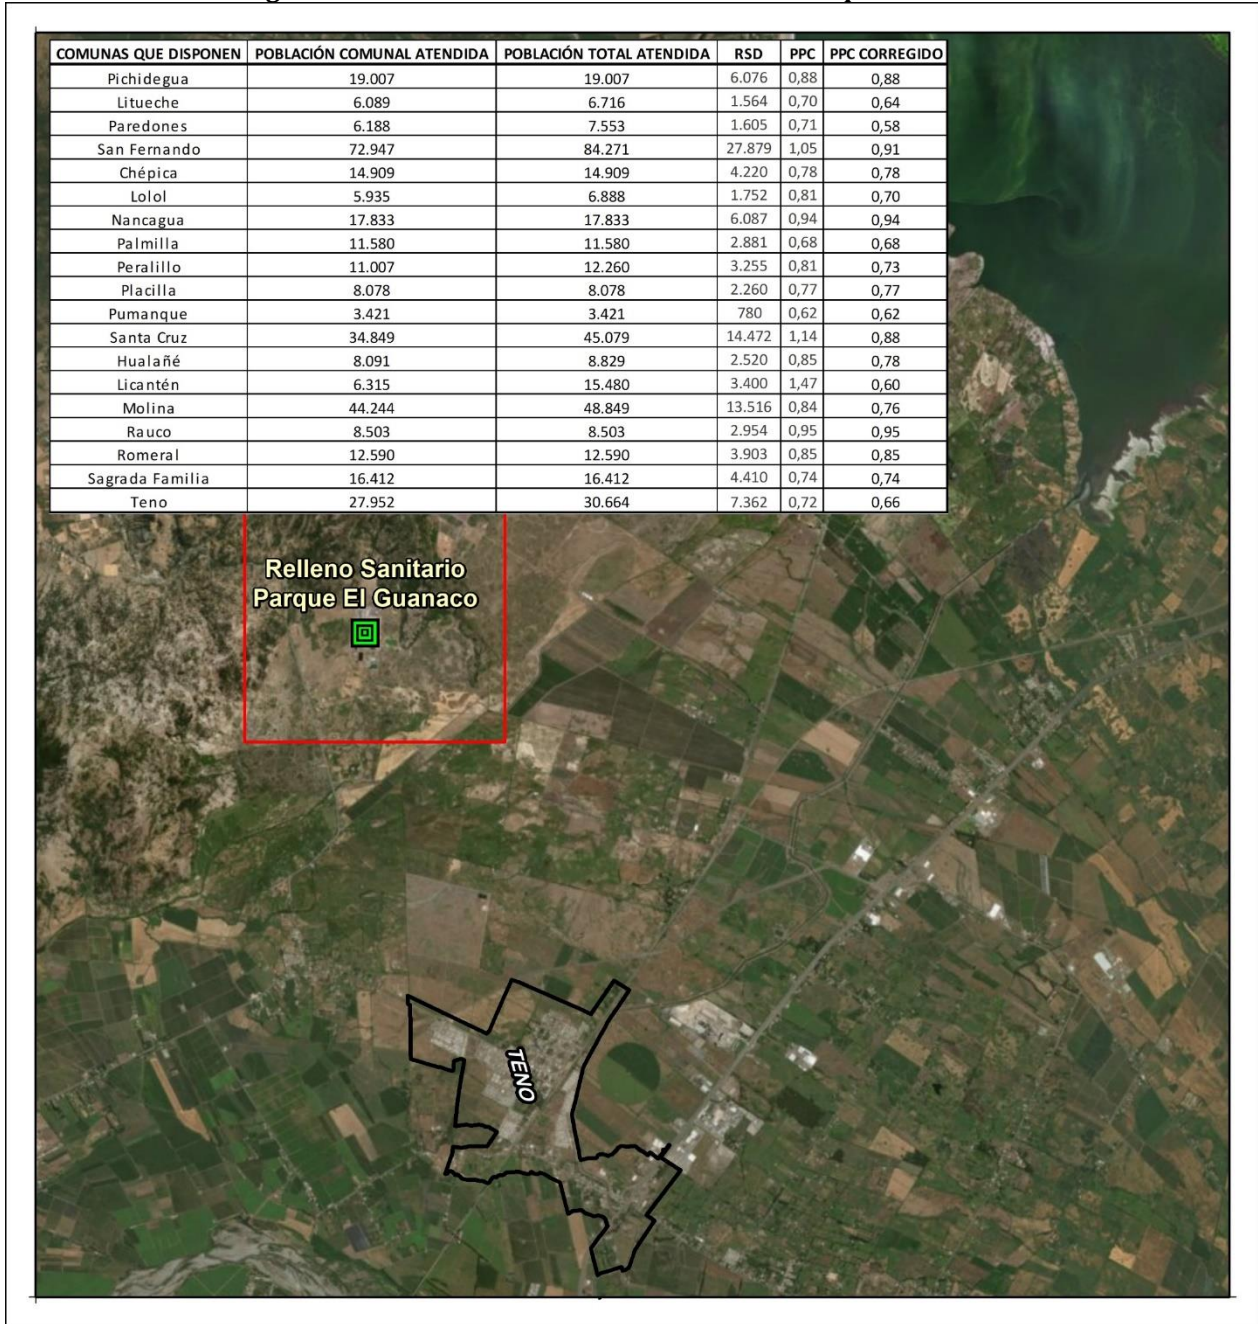 COMUNAS QUE DISPONEN POBLACIÓN COMUNAL ATENDIDA POBLACIÓN TOTAL ATENDIDA RSD PPC PPC CORREGIDO
Pichidegua 19.007 19.007 6.076 0,88 0,88
Litueche 6.089 6.716 1.564 0,70 0,64
Paredones 6.188 7.553 1.605 0,71 0,58
San Fernando 72.947 84.271 27.879 1,05 0,91
Chépica 14.909 14.909 4.220 0,78 0,78
Lolol 5.935 6.888 1.752 0,81 0,70
Nancagua 17.833 17.833 6.087 0,94 0,94
Palmilla 11.580 11.580 2.881 0,68 0,68
Peralillo 11.007 12.260 3.255 0,81 0,73
Placilla 8.078 8.078 2.260 0,77 0,77
Pumanque 3.421 3.421 780 0,62 0,62
Santa Cruz 34.849 45.079 14.472 1,14 0,88
Hualañé 8.091 8.829 2.520 0,85 0,78
Licantén 6.315 15.480 3.400 1,47 0,60
Molina 44.244 48.849 13.516 0,84 0,76
Rauco 8.503 8.503 2.954 0,95 0,95
Romeral 12.590 12.590 3.903 0,85 0,85
Sagrada Familia 16.412 16.412 4.410 0,74 0,74
Teno 27.952 30.664 7.362 0,72 0,66
Relleno Sanitario
Parque El Guanaco
TENO